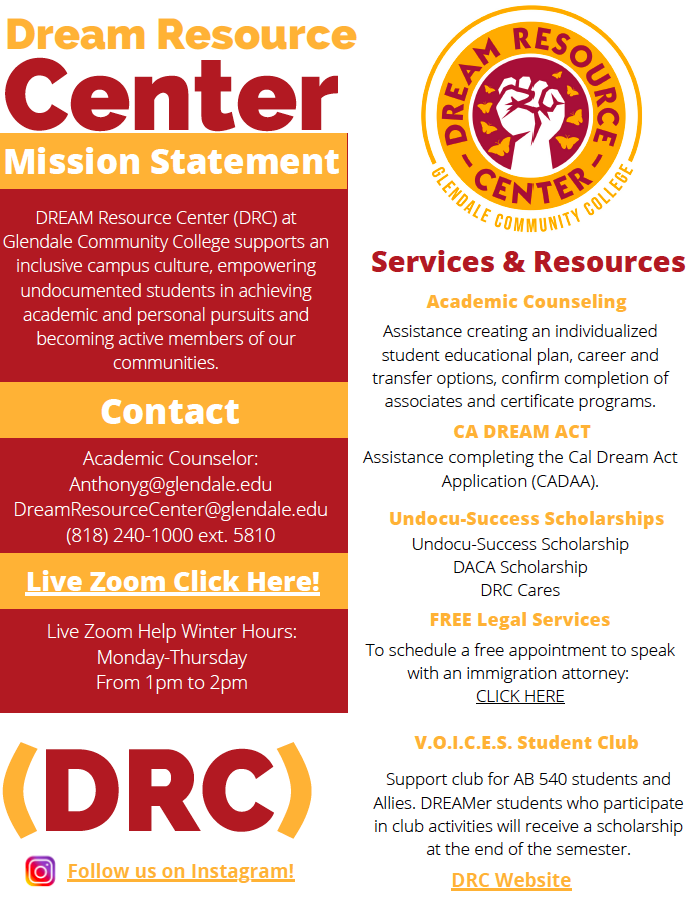 Dream Resource
Center
Mission Statement
DREAM Resource Center (DRC) at
Glendale Community College supports an
inclusive campus culture, empowering
undocumented students in achieving
academic and personal pursuits and
becoming active members of our
communities.
Contact
Academic Counselor:
Anthonyg@glendale.edu
DreamResourceCenter@glendale.edu
(818) 240-1000 ext. 5810
Live Zoom Click Here!
Live Zoom Help Winter Hours:
Monday-Thursday
From 1pm to 2pm
(DRC)
Follow us on Instagram!
DREAM RESOURCE
- CENTER -
GLENDALE COMMUNITY COLLEGE
Services & Resources
Academic Counseling
Assistance creating an individualized
student educational plan, career and
transfer options, confirm completion of
associates and certificate programs.
CA DREAM ACT
Assistance completing the Cal Dream Act
Application (CADAA).
Undocu-Success Scholarships
Undocu-Success Scholarship
DACA Scholarship
DRC Cares
FREE Legal Services
To schedule a free appointment to speak
with an immigration attorney:
CLICK HERE
V.O.I.C.E.S. Student Club
Support club for AB 540 students and
Allies. DREAMer students who participate
in club activities will receive a scholarship
at the end of the semester.
DRC Website